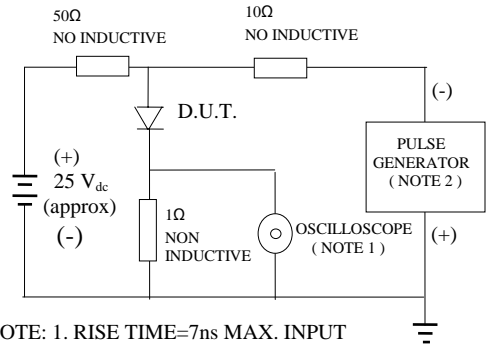 50Ω
NO INDUCTIVE
10Ω
NO INDUCTIVE
(-)
D.U.T.
PULSE
GENERATOR
( NOTE 2 )
(+)
25 Vdc
(approx)
(-)
1Ω
NON
INDUCTIVE
OSCILLOSCOPE
( NOTE 1 )
(+)
OTE: 1. RISE TIME=7ns MAX. INPUT